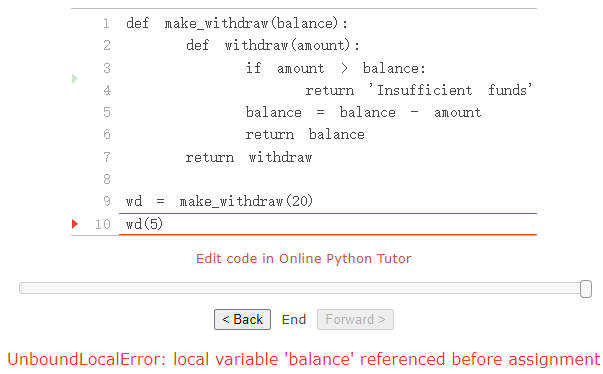 1 def make_withdraw(balance):
2 def withdraw(amount):
3 if amount > balance:
4 return 'Insufficient funds'
5 balance = balance - amount
6 return balance
7 return withdraw
8
9 wd = make_withdraw(20)
10 wd(5)
Edit code in Online Python Tutor
< Back End Forward >
UnboundLocalError: local variable 'balance' referenced before assignment